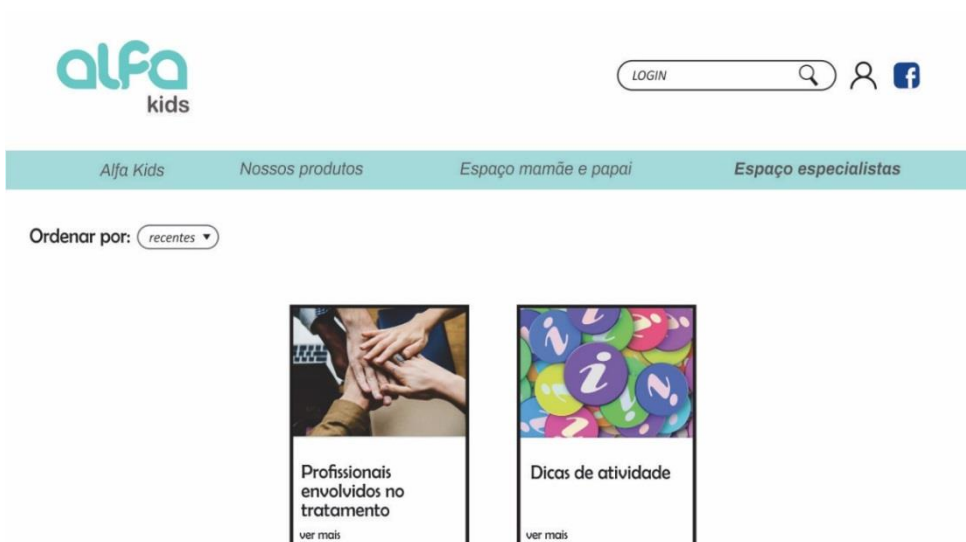 alfa
kids
LOGIN
Alfa Kids Nossos produtos Espaço mamãe e papai Espaço especialistas
Ordenar por: recentes
Profissionais
envolvidos no
tratamento
ver mais
Dicas de atividade
ver mais